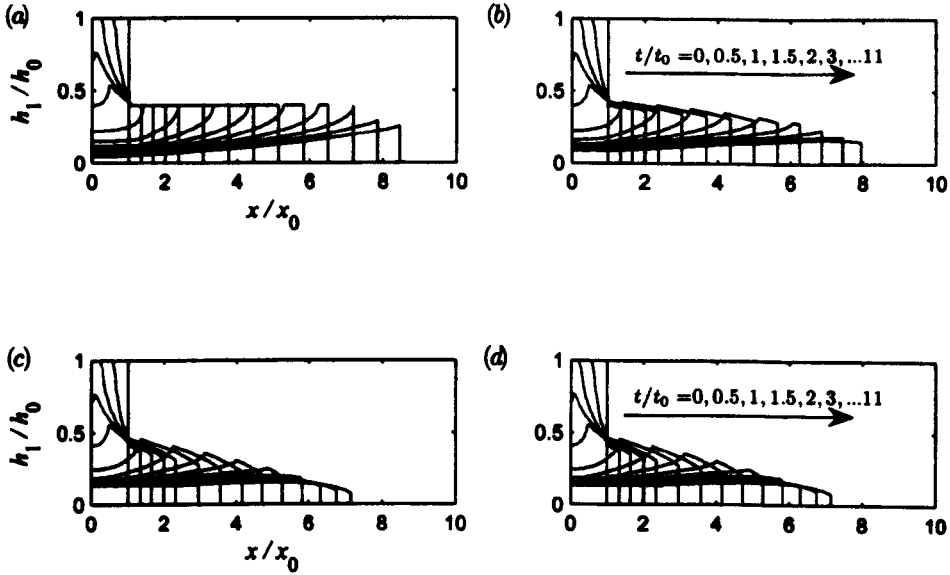 (a)
1
0.5
0
h₁/h₀
0 2 4 6 8 10
x/x₀
(b)
1
0.5
0
t/t₀ =0, 0.5, 1, 1.5, 2, 3, ...11
0 2 4 6 8 10
(c)
1
0.5
0
h₁/h₀
0 2 4 6 8 10
x/x₀
(d)
1
0.5
0
t/t₀ =0, 0.5, 1, 1.5, 2, 3, ...11
0 2 4 6 8 10